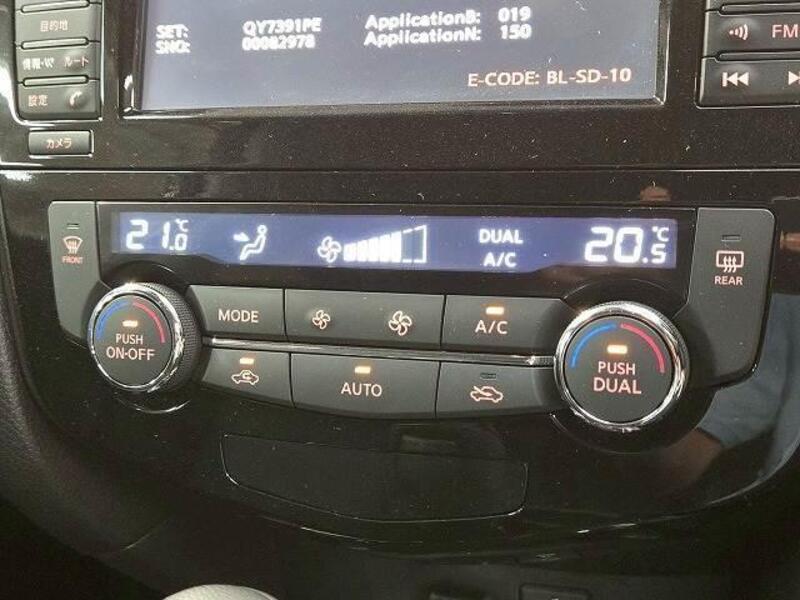 目的地
情報・VICS ルート
設定
カメラ
SET: QY7391PE
SNO: 00082978
ApplicationB: 019
ApplicationN: 150
E-CODE: BL-SD-10
FM
21.0℃
DUAL
A/C
20.5℃
FRONT
REAR
PUSH
ON·OFF
MODE
A/C
AUTO
PUSH
DUAL